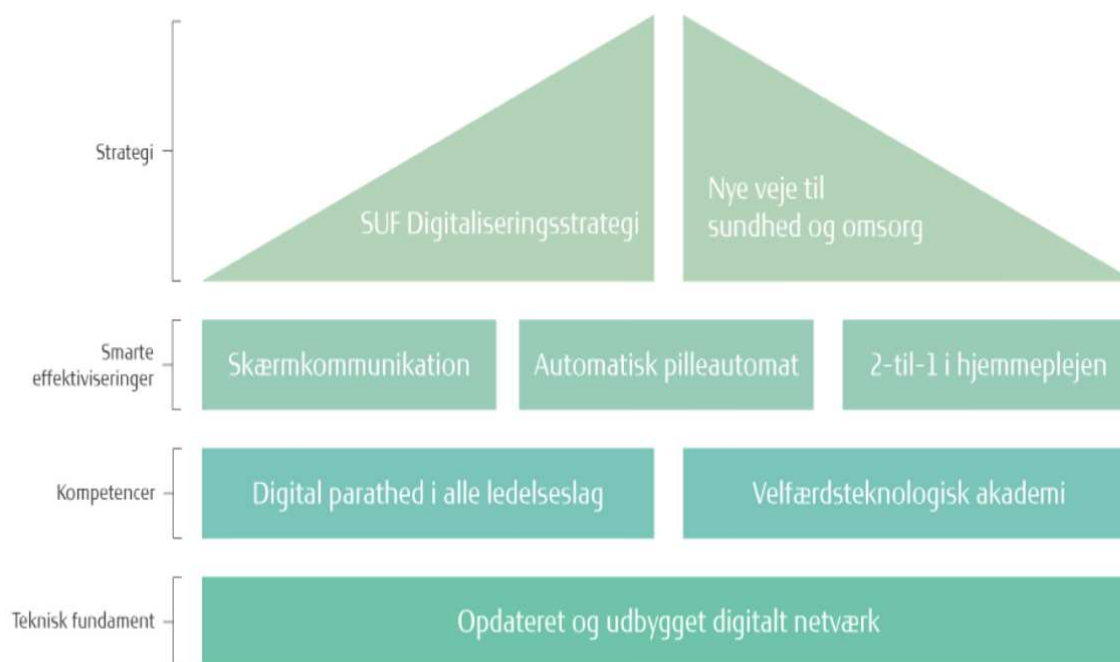 Strategi
SUF Digitaliseringsstrategi
Nye veje til
sundhed og omsorg
Smarte
effektiviseringer
Skærmkommunikation
Automatisk pilleautomat
2-til-1 i hjemmeplejen
Kompetencer
Digital parathed i alle ledelseslag
Velfærdsteknologisk akademi
Teknisk fundament
Opdateret og udbygget digitalt netværk